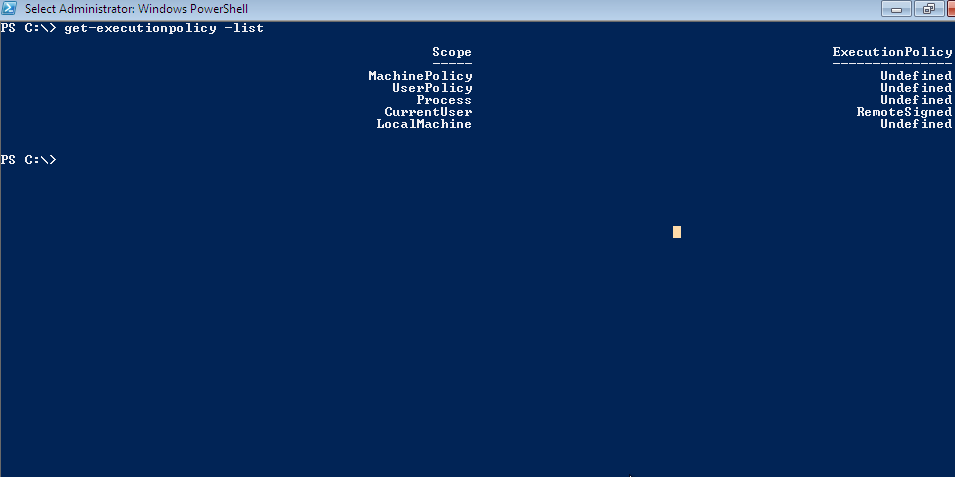 Select Administrator: Windows PowerShell
PS C:\> get-executionpolicy -list
Scope ExecutionPolicy
----- ---------------
MachinePolicy Undefined
UserPolicy Undefined
Process Undefined
CurrentUser RemoteSigned
LocalMachine Undefined
PS C:\>